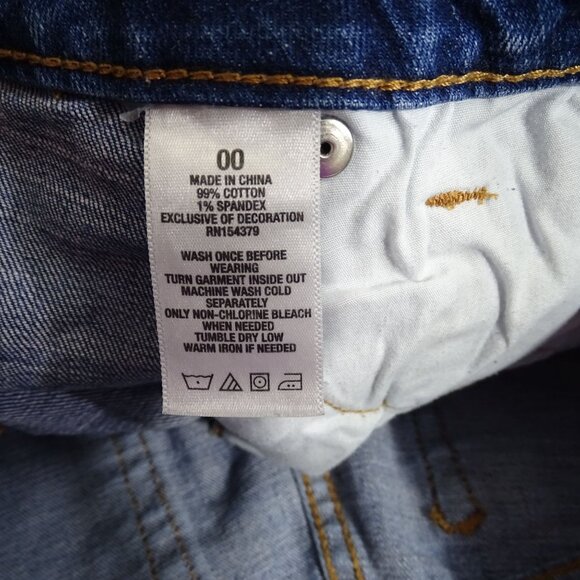 00
MADE IN CHINA
99% COTTON
1% SPANDEX
EXCLUSIVE OF DECORATION
RN154379
WASH ONCE BEFORE
WEARING
TURN GARMENT INSIDE OUT
MACHINE WASH COLD
SEPARATELY
ONLY NON-CHLORINE BLEACH
WHEN NEEDED
TUMBLE DRY LOW
WARM IRON IF NEEDED